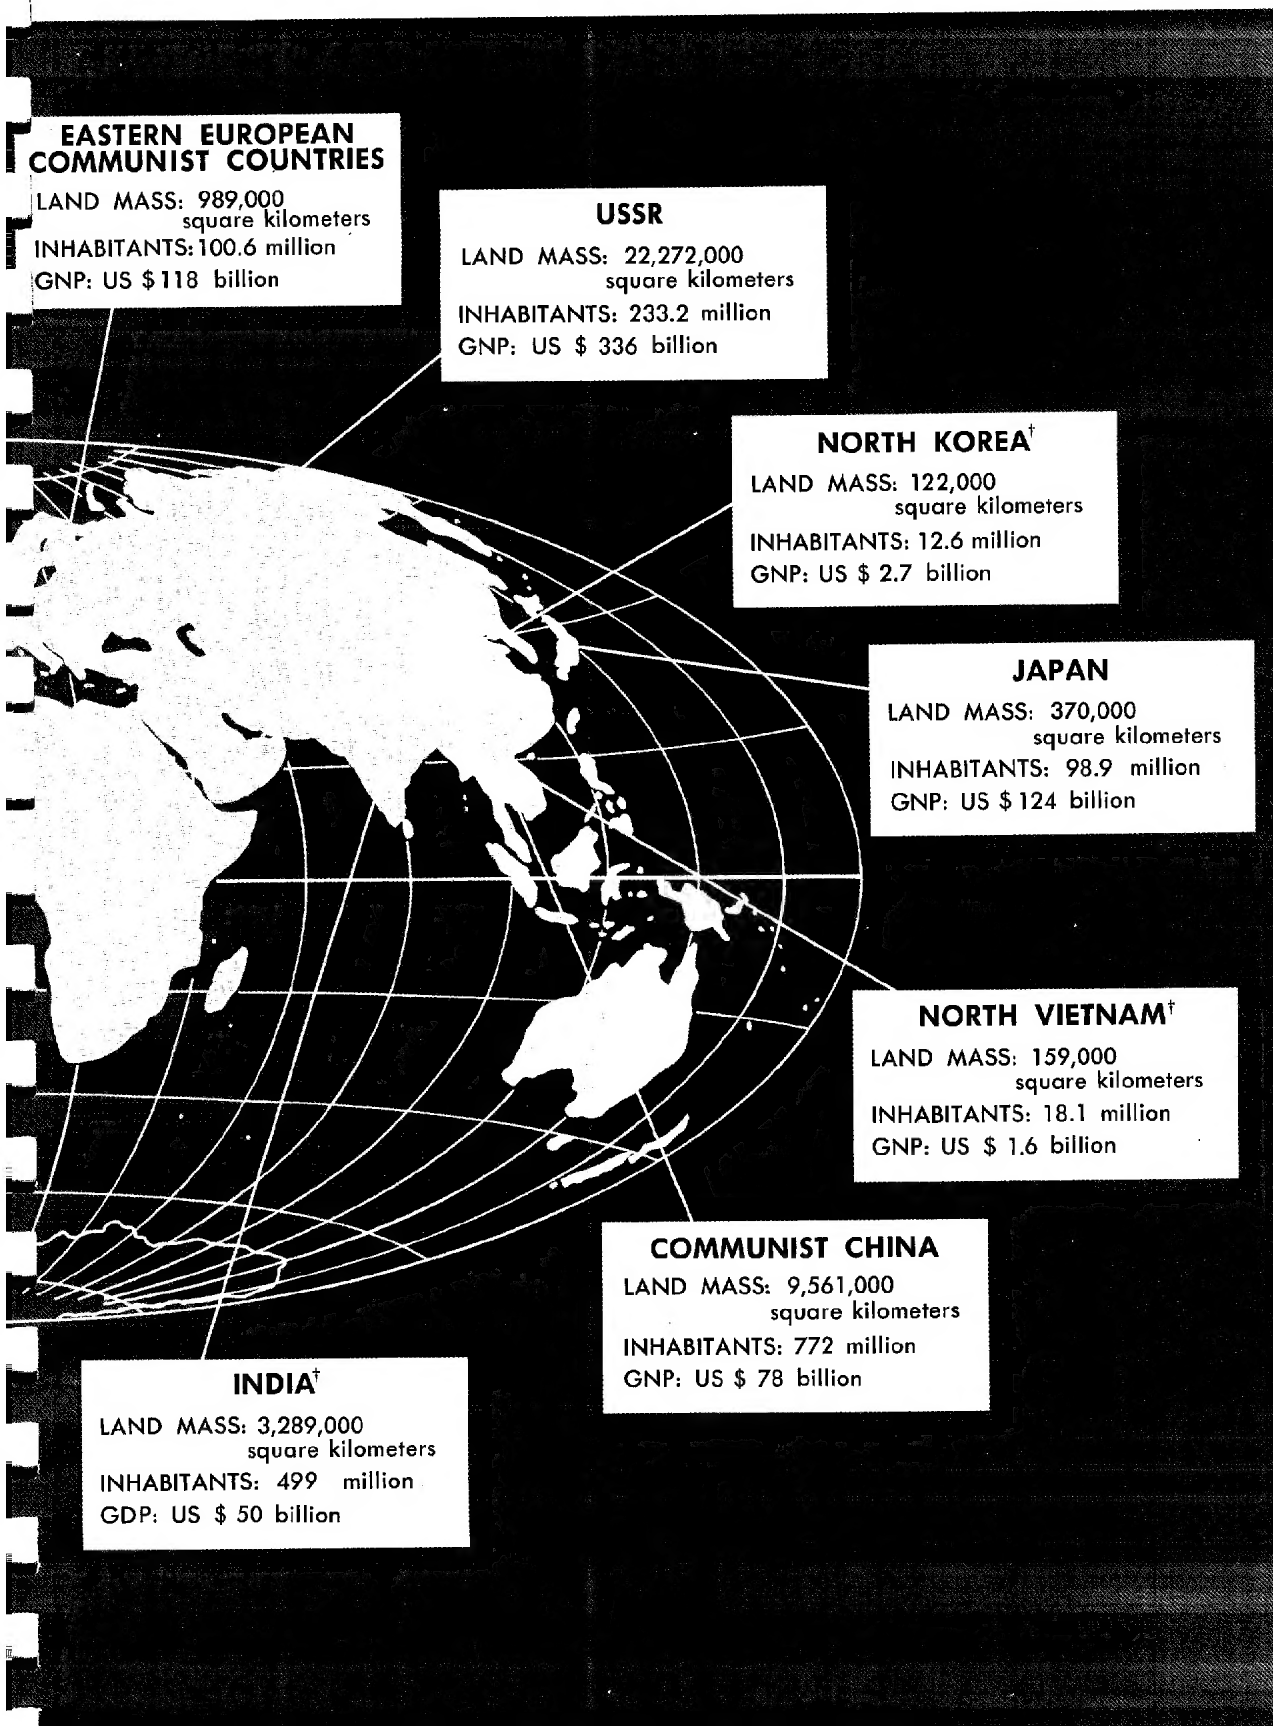 EASTERN EUROPEAN
COMMUNIST COUNTRIES
LAND MASS: 989,000
square kilometers
INHABITANTS: 100.6 million
GNP: US $ 118 billion
USSR
LAND MASS: 22,272,000
square kilometers
INHABITANTS: 233.2 million
GNP: US $ 336 billion
NORTH KOREA†
LAND MASS: 122,000
square kilometers
INHABITANTS: 12.6 million
GNP: US $ 2.7 billion
JAPAN
LAND MASS: 370,000
square kilometers
INHABITANTS: 98.9 million
GNP: US $ 124 billion
NORTH VIETNAM†
LAND MASS: 159,000
square kilometers
INHABITANTS: 18.1 million
GNP: US $ 1.6 billion
COMMUNIST CHINA
LAND MASS: 9,561,000
square kilometers
INHABITANTS: 772 million
GNP: US $ 78 billion
INDIA†
LAND MASS: 3,289,000
square kilometers
INHABITANTS: 499 million
GDP: US $ 50 billion